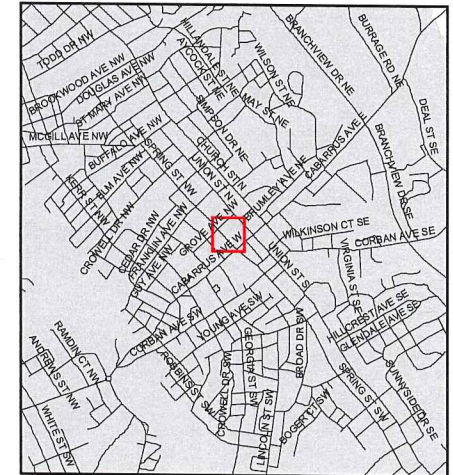 TODD DR NW
HILLANDLE ST NE
AYCOCK ST NE
WILSON ST NE
BRANCHVIEW DR NE
BURRAGE RD NE
BROOKWOOD AVE NW
DOUGLAS AVE NW
ST MARY AVE NW
SIMPSON DR NE
MAY ST NE
DEAL ST SE
MCGILL AVE NW
BUFFALO AVE NW
SPRING ST NW
CHURCH ST N
UNION ST N
CABARRUS AVE E
BRANCHVIEW DR SE
KERR ST NW
ELM AVE NW
BRUMLEY AVE NE
CROWELL DR NW
CEDAR DR NW
FRANKLIN AVE NW
GUY AVE NW
GROVE AVE
CABARRUS AVE W
WILKINSON CT SE
CORBAN AVE SE
UNION ST S
VIRGINIA ST SE
HILLCREST AVE SE
GLENDALE AVE SE
RAMDIN CT NW
ANDREWS ST NW
WHITE ST SW
CORBAN AVE SW
YOUNG AVE SW
ROBBINS ST SW
CROWELL DR SW
GEORGIA ST SW
LINCOLN ST SW
BROAD DR SW
BOGER CT SW
SPRING ST SW
SUNNYSIDE DR SE